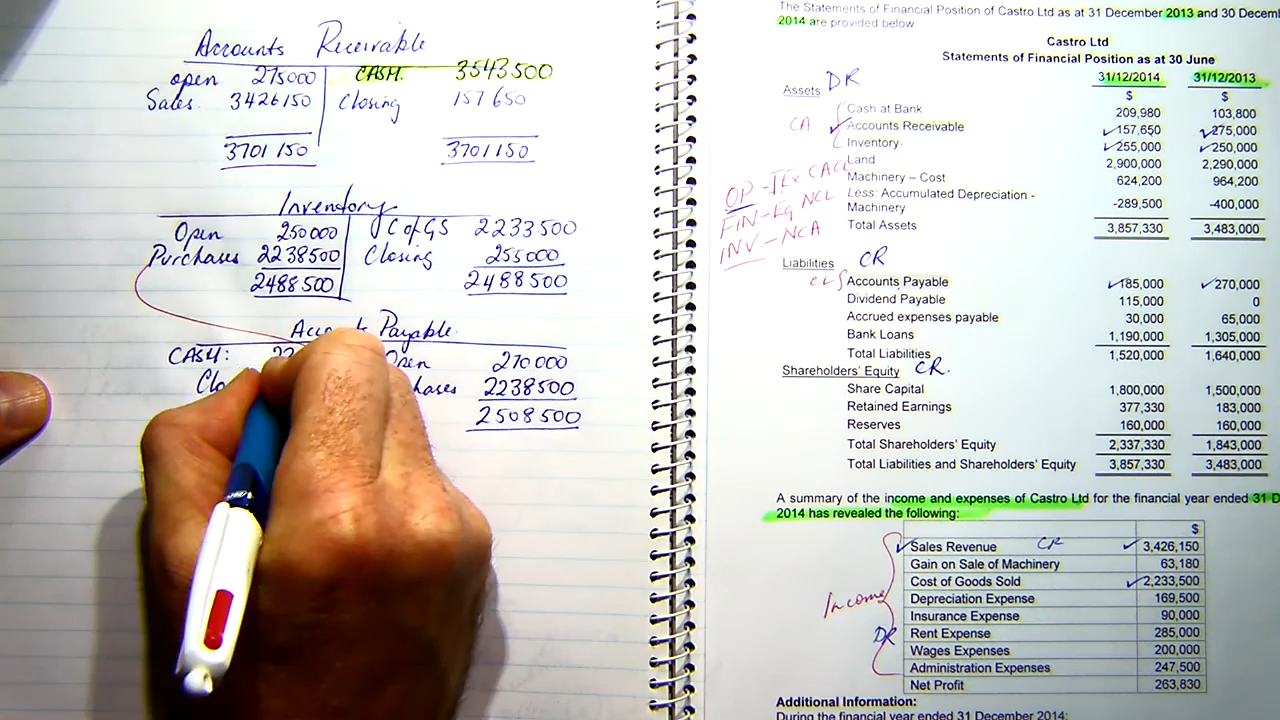 Accounts Receivable
open 275000 CASH. 3543500
Sales. 3426150 Closing 157650
3701150 3701150
Inventory
Open 250000 C of GS 2233500
Purchases 2238500 Closing 255000
2488500 2488500
Payable.
CASH: 22 Open 270000
Clo 2238500
2508500
The Statements of Financial Position of Castro Ltd as at 31 December 2013 and 30 Decem
2014 are provided below
Castro Ltd
Statements of Financial Position as at 30 June
Assets DR 31/12/2014 31/12/2013
$ $
Cash at Bank 209,980 103,800
CA Accounts Receivable 157,650 275,000
Inventory 255,000 250,000
Land 2,900,000 2,290,000
OP - IEx CACL Machinery – Cost 624,200 964,200
FIN - Eq NCL Less: Accumulated Depreciation -
Machinery -289,500 -400,000
INV - NCA Total Assets 3,857,330 3,483,000
Liabilities CR
CL Accounts Payable 185,000 270,000
Dividend Payable 115,000 0
Accrued expenses payable 30,000 65,000
Bank Loans 1,190,000 1,305,000
Total Liabilities 1,520,000 1,640,000
Shareholders' Equity CR.
Share Capital 1,800,000 1,500,000
Retained Earnings 377,330 183,000
Reserves 160,000 160,000
Total Shareholders' Equity 2,337,330 1,843,000
Total Liabilities and Shareholders' Equity 3,857,330 3,483,000
A summary of the income and expenses of Castro Ltd for the financial year ended 31 D
2014 has revealed the following:
$
Sales Revenue CR 3,426,150
Gain on Sale of Machinery 63,180
Cost of Goods Sold 2,233,500
Income Depreciation Expense 169,500
Insurance Expense 90,000
DR Rent Expense 285,000
Wages Expenses 200,000
Administration Expenses 247,500
Net Profit 263,830
Additional Information:
During the financial year ended 31 December 2014: